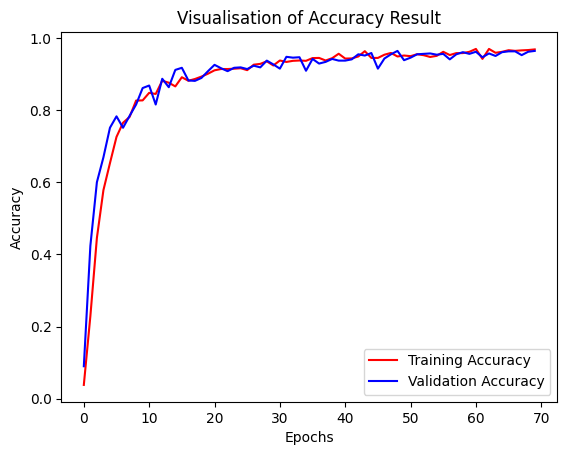 Visualisation of Accuracy Result
1.0
0.8
0.6
0.4
0.2
0.0
Accuracy
Training Accuracy
Validation Accuracy
0 10 20 30 40 50 60 70
Epochs